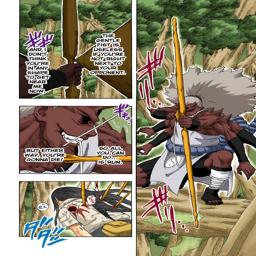 THE
GENTLE
FIST IS
USELESS
IF YOU'RE
NOT RIGHT
NEXT TO
YOUR
OPPONENT.
AND I
DON'T
THINK
YOU'RE
IN ANY
SHAPE
TO GET
NEAR ME
NOW.
SO ALL
YOU CAN
DO...
IS RUN.
BUT EITHER
WAY, YOU'RE
GONNA DIE!